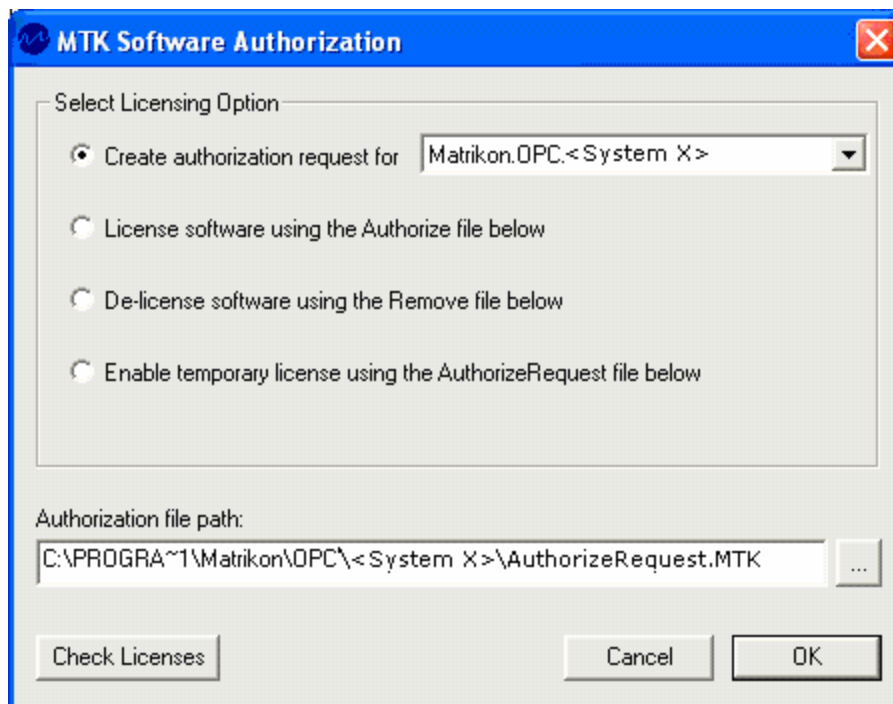 MTK Software Authorization
Select Licensing Option
Create authorization request for Matrikon.OPC.<System X>
License software using the Authorize file below
De-license software using the Remove file below
Enable temporary license using the AuthorizeRequest file below
Authorization file path:
C:\PROGRA~1\Matrikon\OPC\<System X>\AuthorizeRequest.MTK ...
Check Licenses Cancel OK